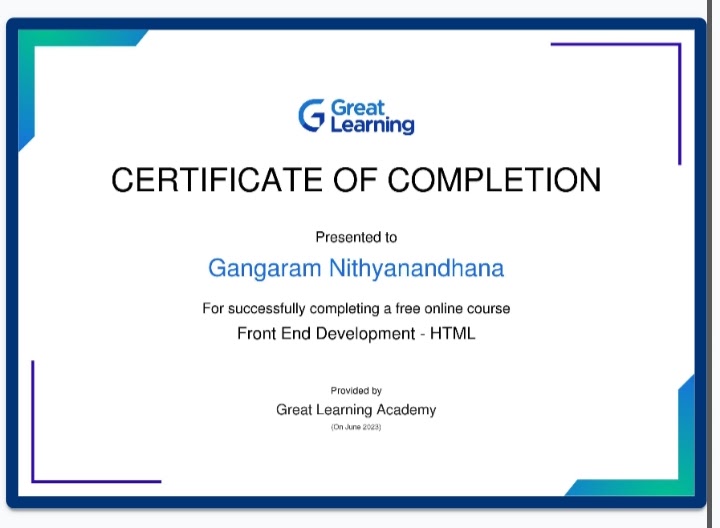 Great
Learning
CERTIFICATE OF COMPLETION
Presented to
Gangaram Nithyanandhana
For successfully completing a free online course
Front End Development - HTML
Provided by
Great Learning Academy
(On June 2023)